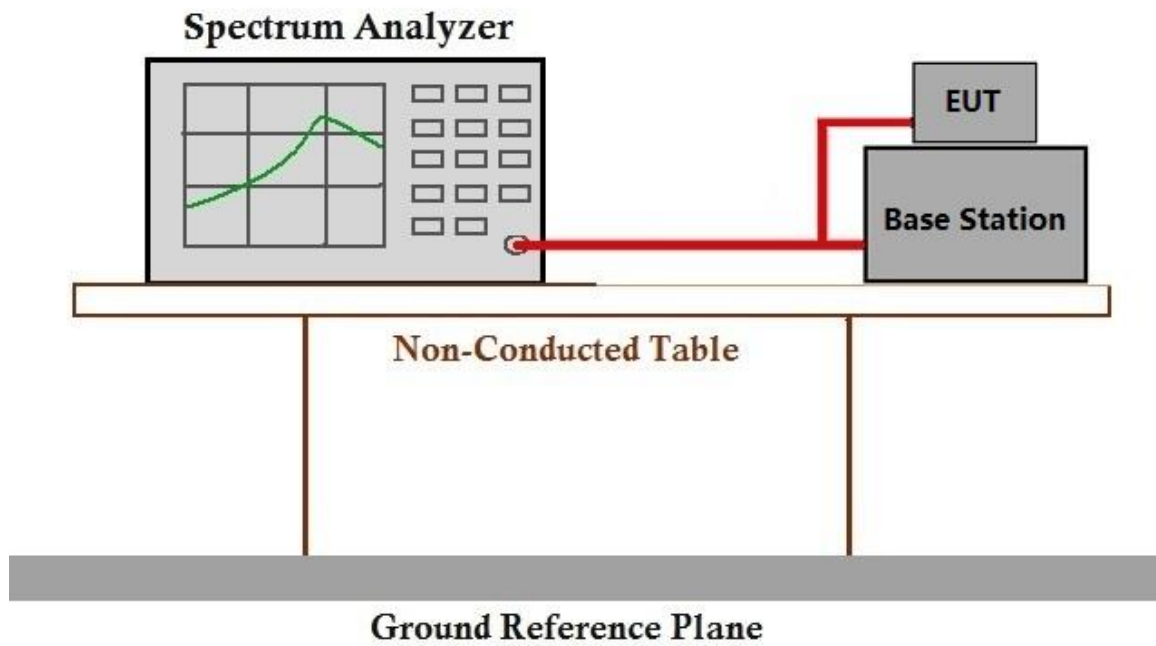 Spectrum Analyzer
EUT
Base Station
Non-Conducted Table
Ground Reference Plane